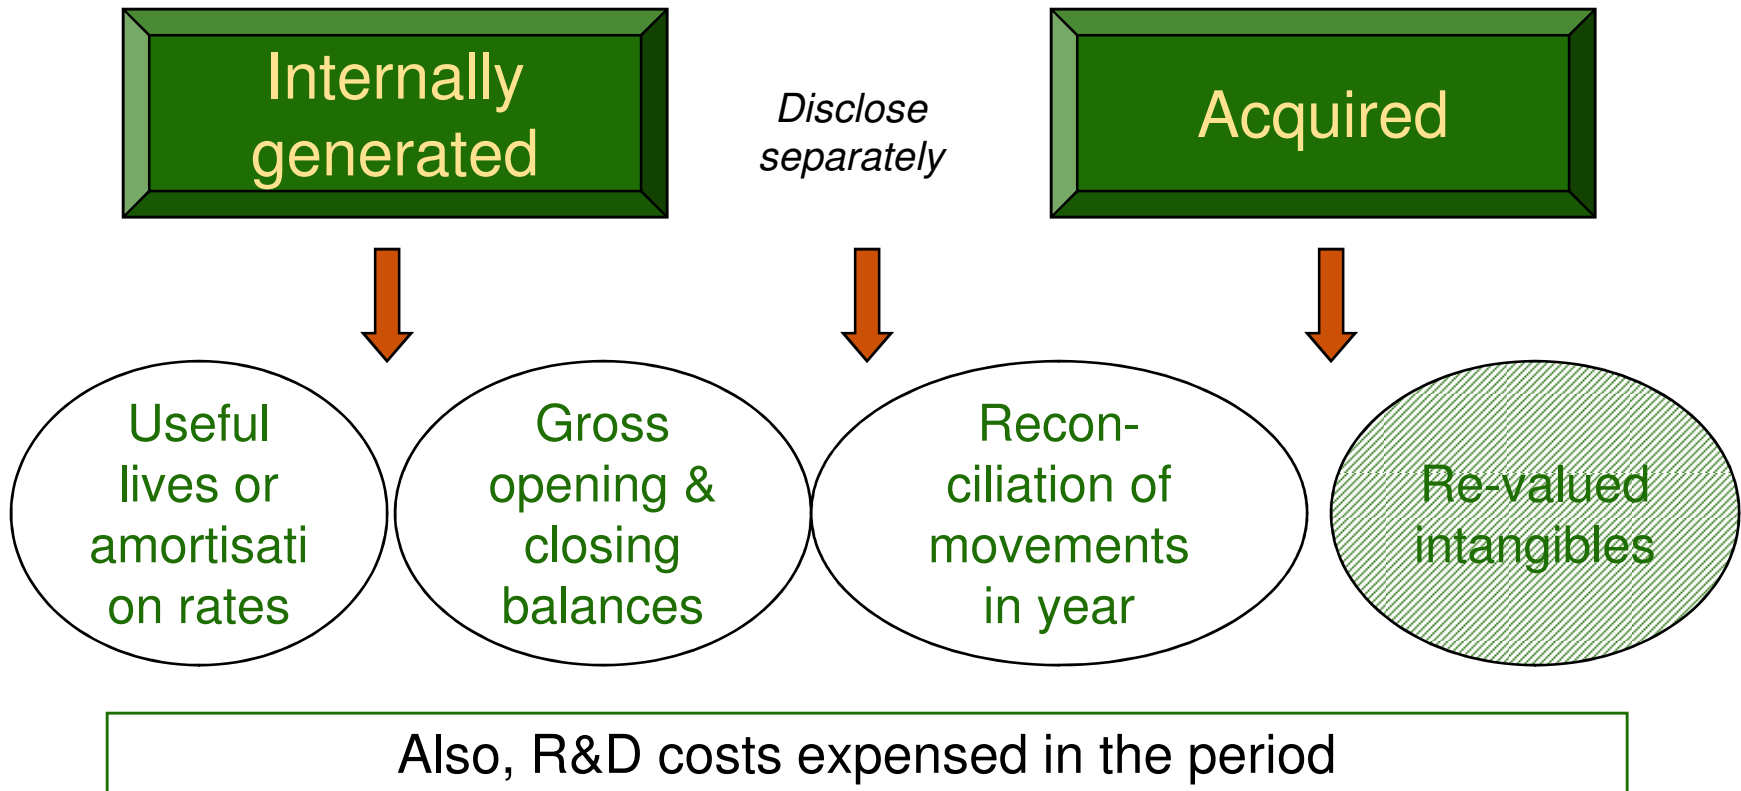 Internally
generated
Disclose
separately
Acquired
Useful
lives or
amortisati
on rates
Gross
opening &
closing
balances
Recon-
ciliation of
movements
in year
Re-valued
intangibles
Also, R&D costs expensed in the period